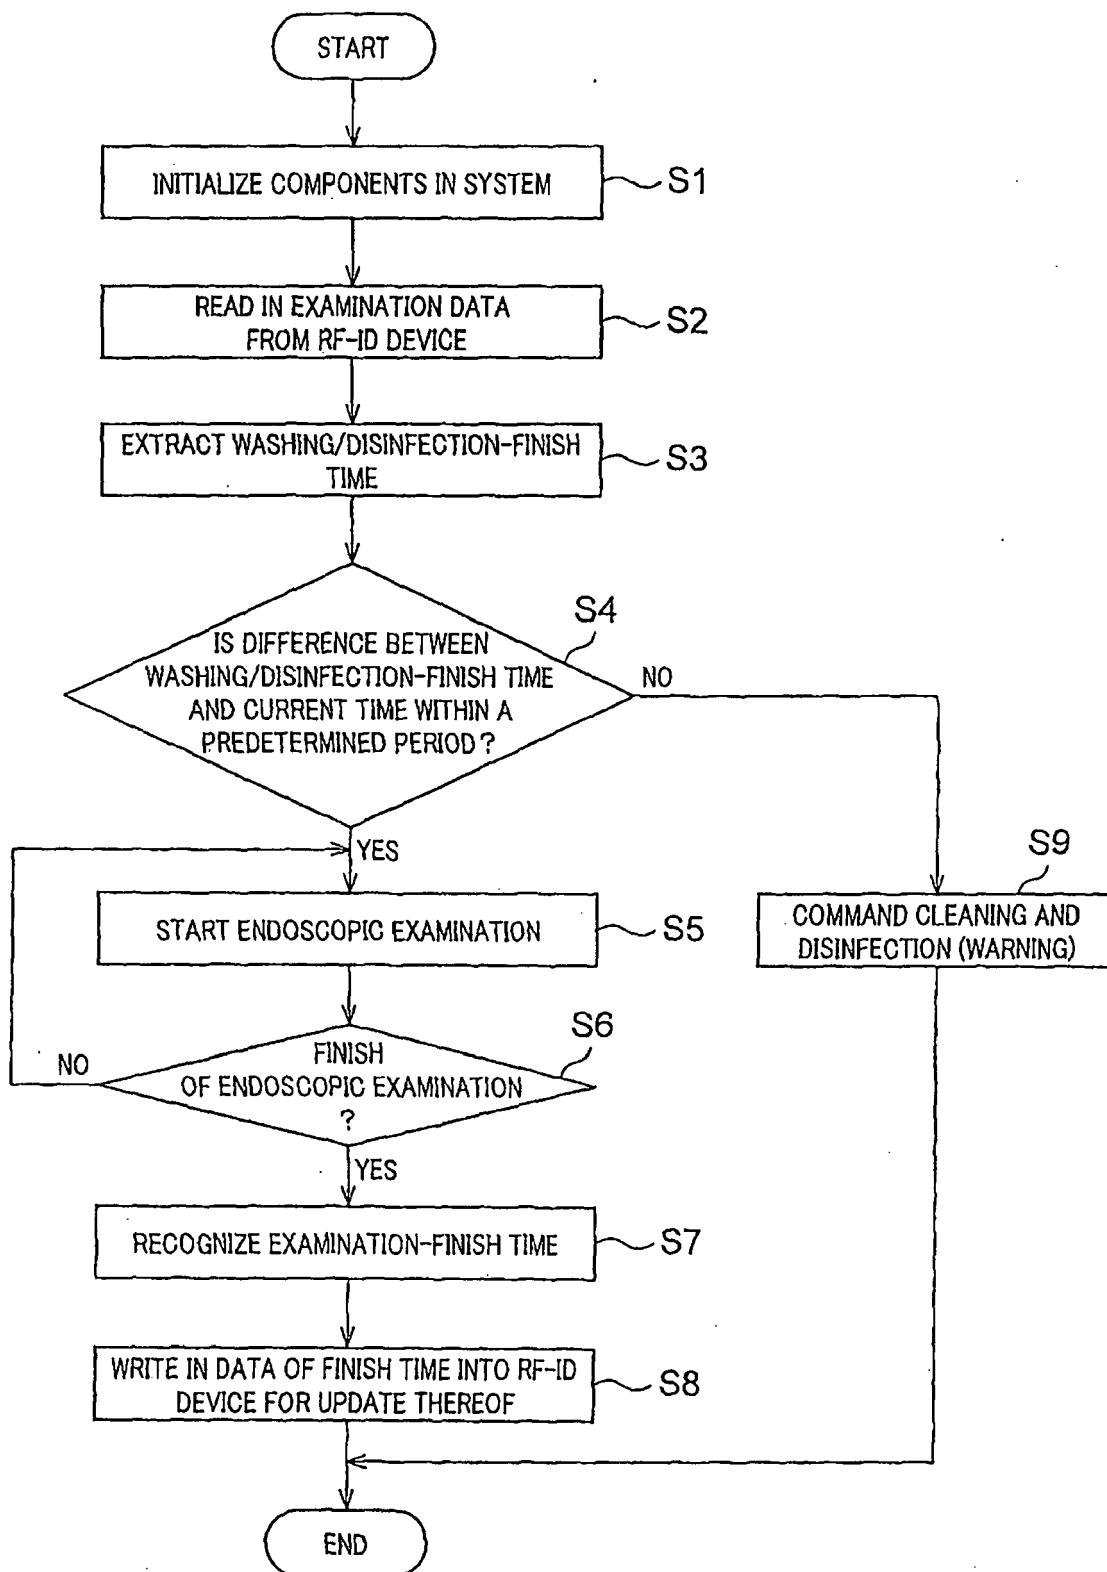 START
INITIALIZE COMPONENTS IN SYSTEM
S1
READ IN EXAMINATION DATA
FROM RF-ID DEVICE
S2
EXTRACT WASHING/DISINFECTION-FINISH
TIME
S3
S4
IS DIFFERENCE BETWEEN
WASHING/DISINFECTION-FINISH TIME
AND CURRENT TIME WITHIN A
PREDETERMINED PERIOD?
NO
YES
START ENDOSCOPIC EXAMINATION
S5
S9
COMMAND CLEANING AND
DISINFECTION (WARNING)
S6
FINISH
OF ENDOSCOPIC EXAMINATION
?
NO
YES
RECOGNIZE EXAMINATION-FINISH TIME
S7
WRITE IN DATA OF FINISH TIME INTO RF-ID
DEVICE FOR UPDATE THEREOF
S8
END